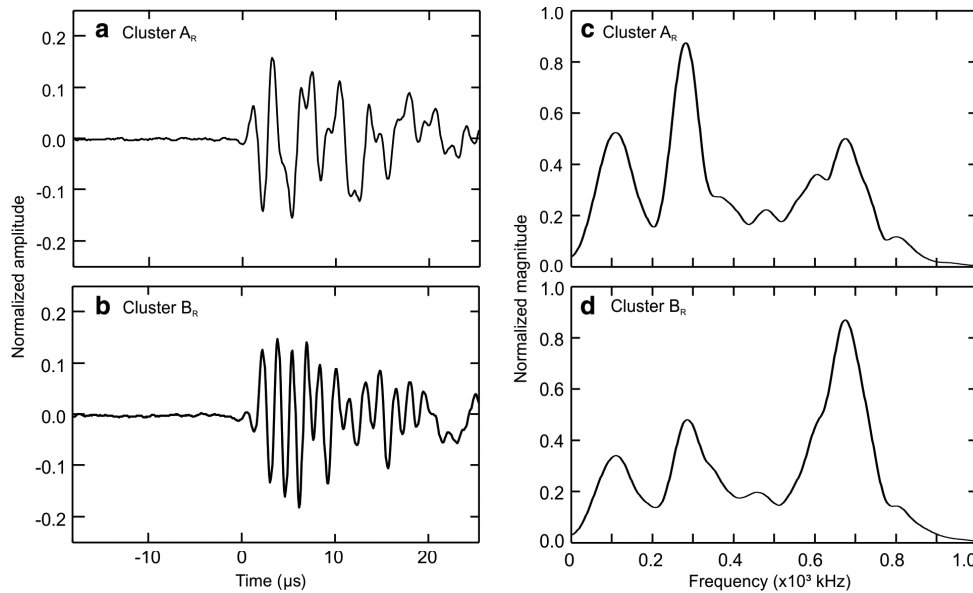 a Cluster A_R
0.2
0.1
0.0
-0.1
-0.2
b Cluster B_R
0.2
0.1
0.0
-0.1
-0.2
-10 0 10 20
Time (μs)
Normalized amplitude
c Cluster A_R
1.0
0.8
0.6
0.4
0.2
0.0
d Cluster B_R
1.0
0.8
0.6
0.4
0.2
0.0
0 0.2 0.4 0.6 0.8 1.0
Frequency (x10³ kHz)
Normalized magnitude